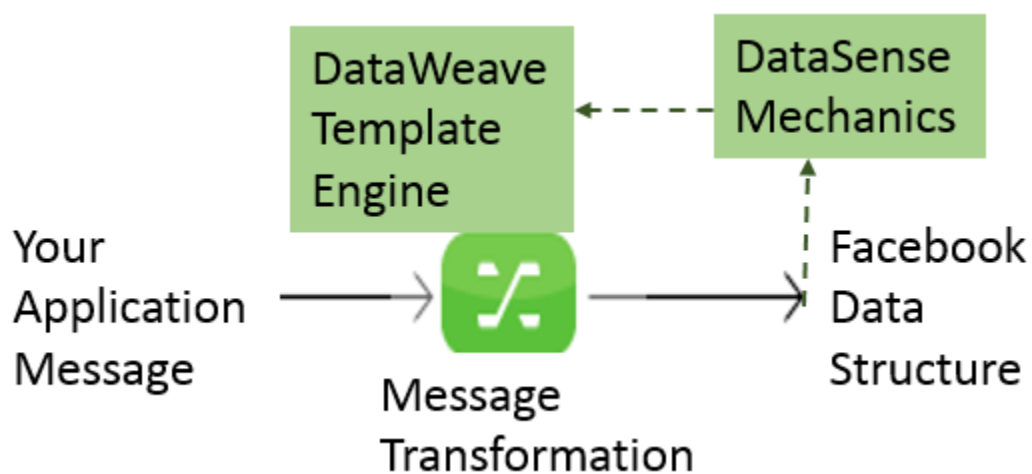 DataWeave
Template
Engine
DataSense
Mechanics
Your
Application
Message
Facebook
Data
Structure
Message
Transformation